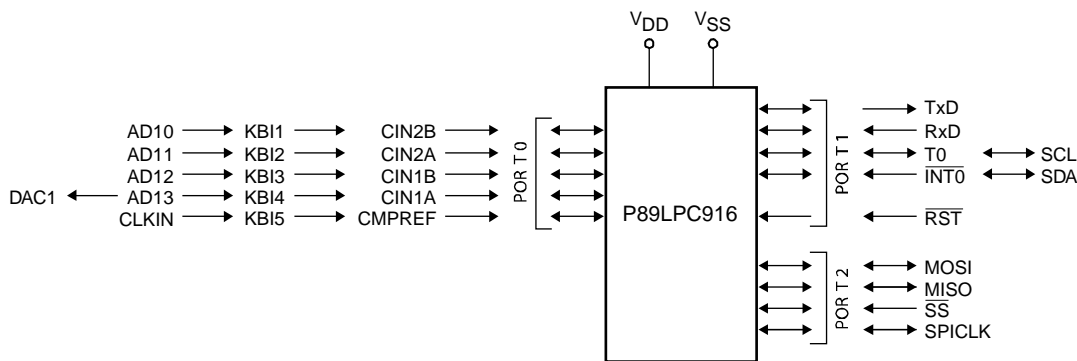 VDD VSS
AD10 KBI1 CIN2B
AD11 KBI2 CIN2A
AD12 KBI3 CIN1B
DAC1 AD13 KBI4 CIN1A
CLKIN KBI5 CMPREF
PORT 0
P89LPC916
PORT 1
TxD
RxD
T0 SCL
INT0 SDA
RST
PORT 2
MOSI
MISO
SS
SPICLK